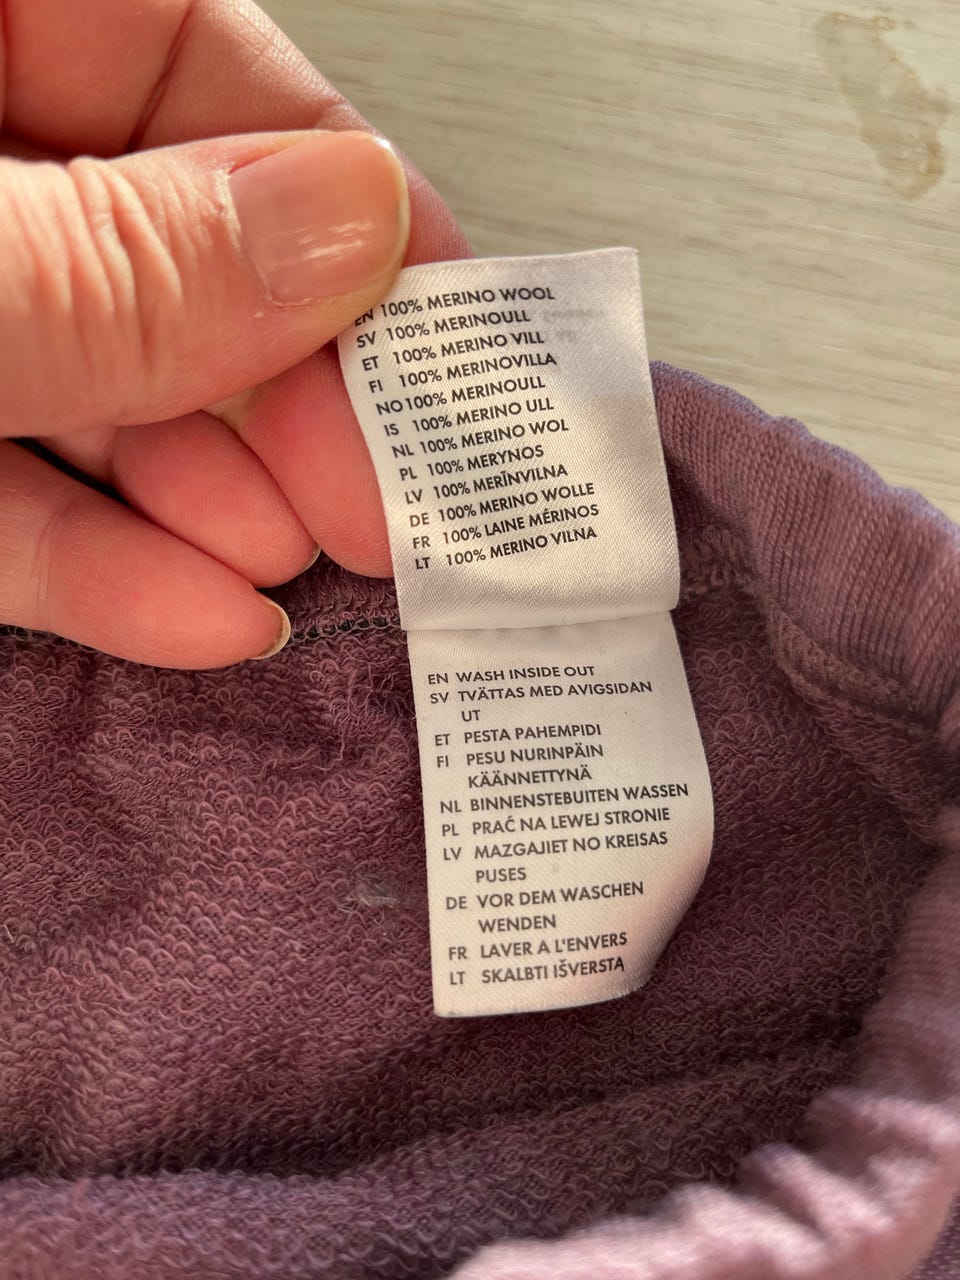 EN 100% MERINO WOOL
SV 100% MERINOULL
ET 100% MERINO VILL
FI 100% MERINOVILLA
NO 100% MERINOULL
IS 100% MERINO ULL
NL 100% MERINO WOL
PL 100% MERYNOS
LV 100% MERĪNVILNA
DE 100% MERINO WOLLE
FR 100% LAINE MÉRINOS
LT 100% MERINO VILNA
EN WASH INSIDE OUT
SV TVÄTTAS MED AVIGSIDAN
UT
ET PESTA PAHEMPIDI
FI PESU NURINPÄIN
KÄÄNNETTYNÄ
NL BINNENSTEBUITEN WASSEN
PL PRAĆ NA LEWEJ STRONIE
LV MAZGAJIET NO KREISAS
PUSES
DE VOR DEM WASCHEN
WENDEN
FR LAVER A L'ENVERS
LT SKALBTI IŠVERSTĄ